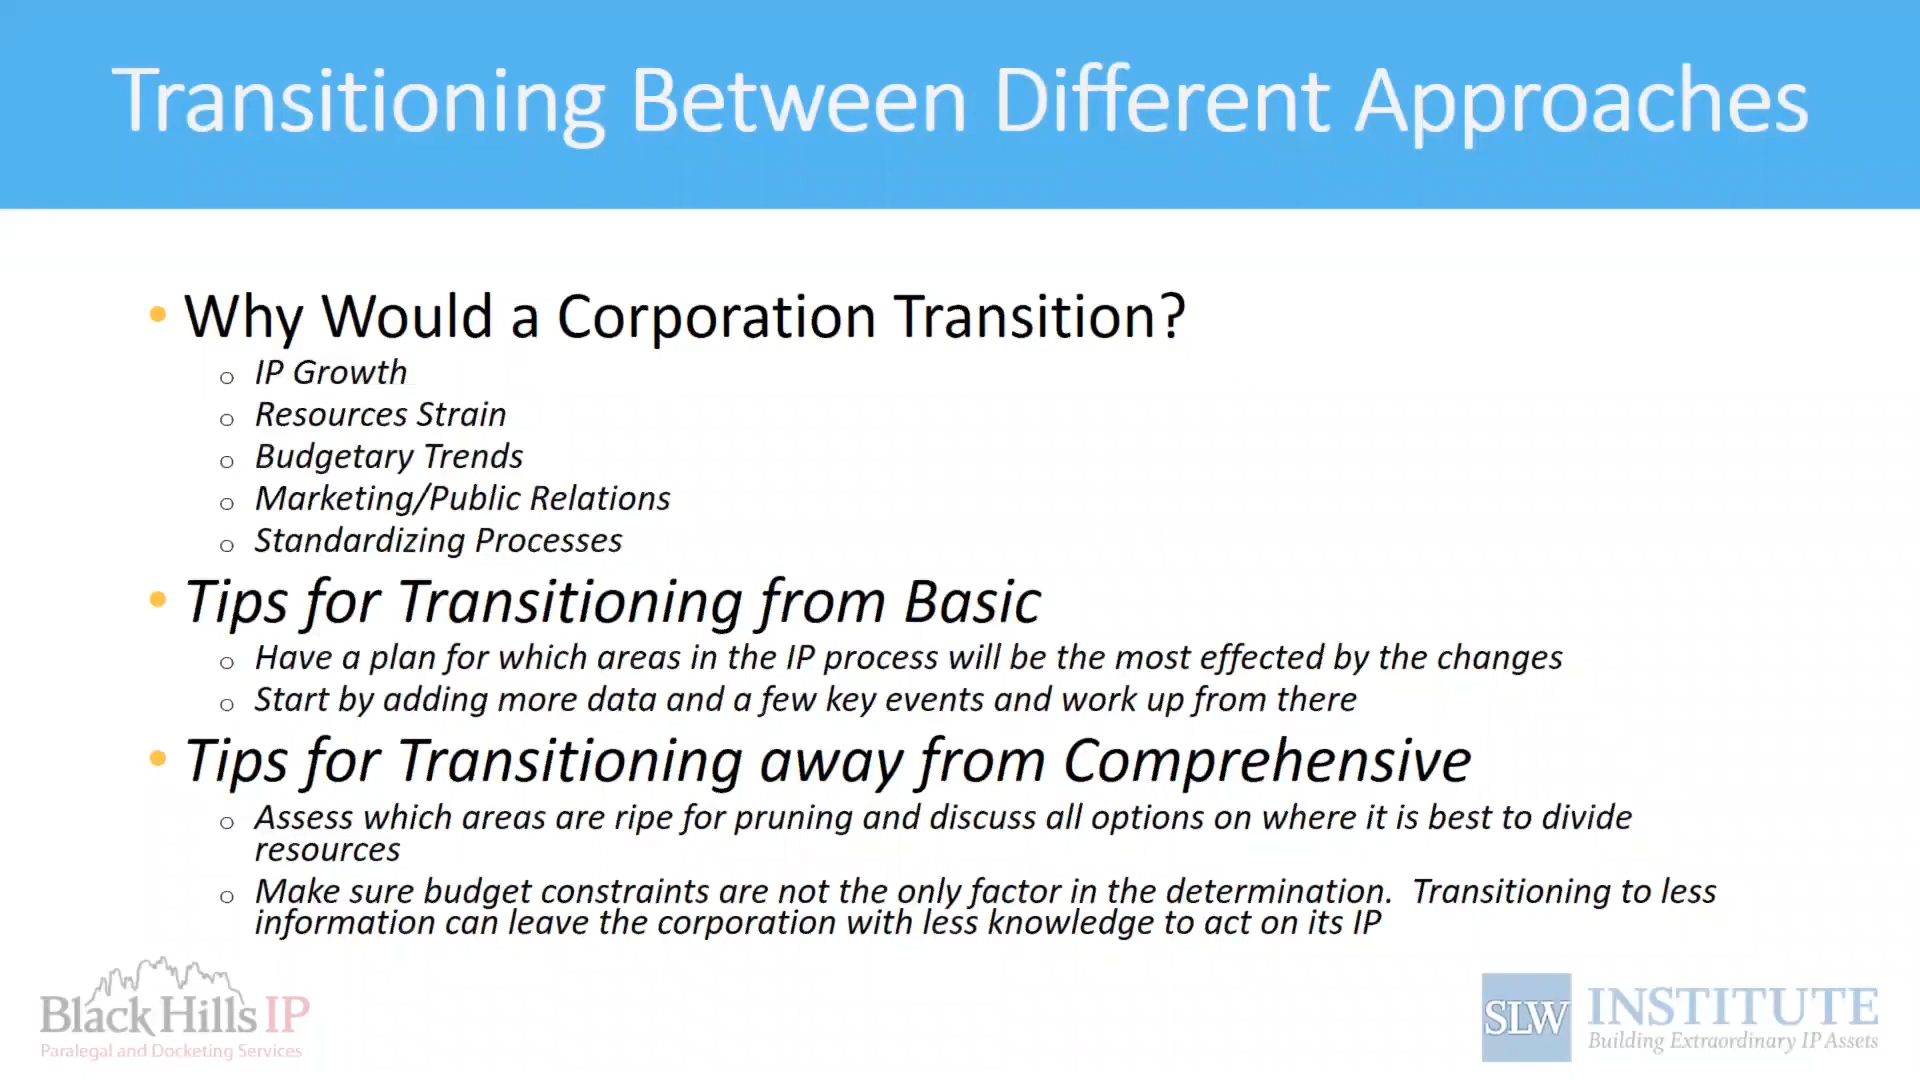 Transitioning Between Different Approaches
• Why Would a Corporation Transition?
o IP Growth
o Resources Strain
o Budgetary Trends
o Marketing/Public Relations
o Standardizing Processes
• Tips for Transitioning from Basic
o Have a plan for which areas in the IP process will be the most effected by the changes
o Start by adding more data and a few key events and work up from there
• Tips for Transitioning away from Comprehensive
o Assess which areas are ripe for pruning and discuss all options on where it is best to divide
resources
o Make sure budget constraints are not the only factor in the determination.  Transitioning to less
information can leave the corporation with less knowledge to act on its IP
Black Hills IP
Paralegal and Docketing Services
SLW INSTITUTE
Building Extraordinary IP Assets